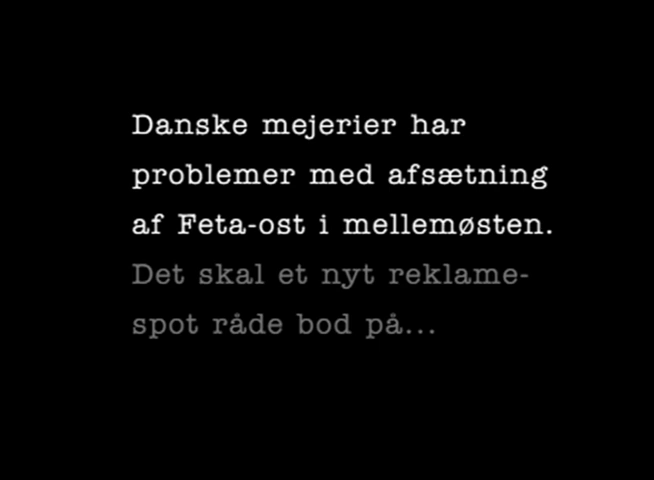 Danske mejerier har
problemer med afsætning
af Feta-ost i mellemøsten.
Det skal et nyt reklame-
spot råde bod på...